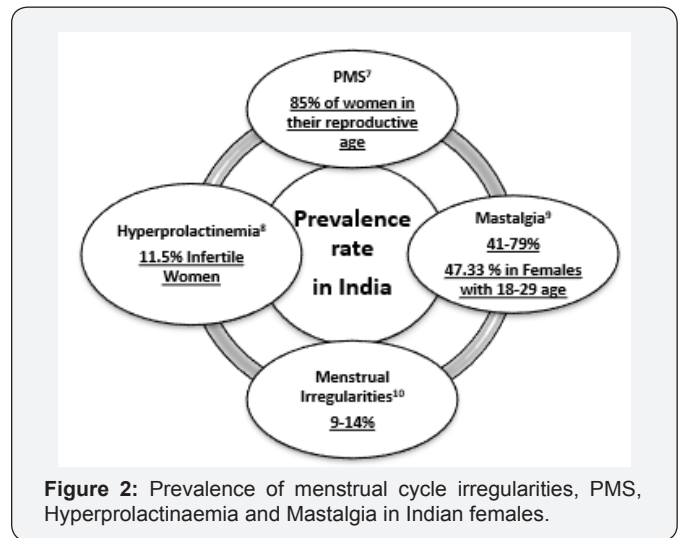 PMS⁷
85% of women in
their reproductive
age
Hyperprolactinemia⁸
11.5% Infertile
Women
Prevalence
rate
in India
Mastalgia⁹
41-79%
47.33 % in Females
with 18-29 age
Menstrual
Irregularities¹⁰
9-14%
Figure 2: Prevalence of menstrual cycle irregularities, PMS,
Hyperprolactinaemia and Mastalgia in Indian females.